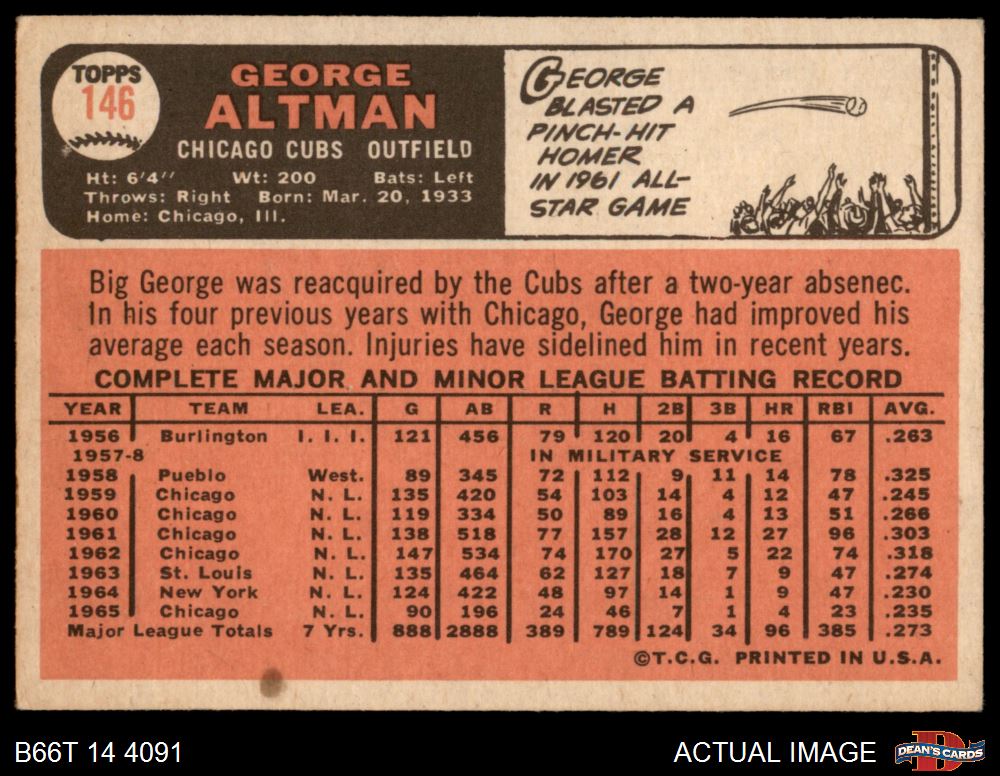 TOPPS
146
GEORGE
ALTMAN
CHICAGO CUBS OUTFIELD
Ht: 6'4" Wt: 200 Bats: Left
Throws: Right Born: Mar. 20, 1933
Home: Chicago, Ill.
GEORGE
BLASTED A
PINCH-HIT
HOMER
IN 1961 ALL-
STAR GAME
Big George was reacquired by the Cubs after a two-year absenec.
In his four previous years with Chicago, George had improved his
average each season. Injuries have sidelined him in recent years.
COMPLETE MAJOR AND MINOR LEAGUE BATTING RECORD
YEAR TEAM LEA. G AB R H 2B 3B HR RBI AVG.
1956 Burlington I. I. I. 121 456 79 120 20 4 16 67 .263
1957-8 IN MILITARY SERVICE
1958 Pueblo West. 89 345 72 112 9 11 14 78 .325
1959 Chicago N. L. 135 420 54 103 14 4 12 47 .245
1960 Chicago N. L. 119 334 50 89 16 4 13 51 .266
1961 Chicago N. L. 138 518 77 157 28 12 27 96 .303
1962 Chicago N. L. 147 534 74 170 27 5 22 74 .318
1963 St. Louis N. L. 135 464 62 127 18 7 9 47 .274
1964 New York N. L. 124 422 48 97 14 1 9 47 .230
1965 Chicago N. L. 90 196 24 46 7 1 4 23 .235
Major League Totals 7 Yrs. 888 2888 389 789 124 34 96 385 .273
©T.C.G. PRINTED IN U.S.A.
B66T 14 4091
ACTUAL IMAGE
DEAN'S CARDS